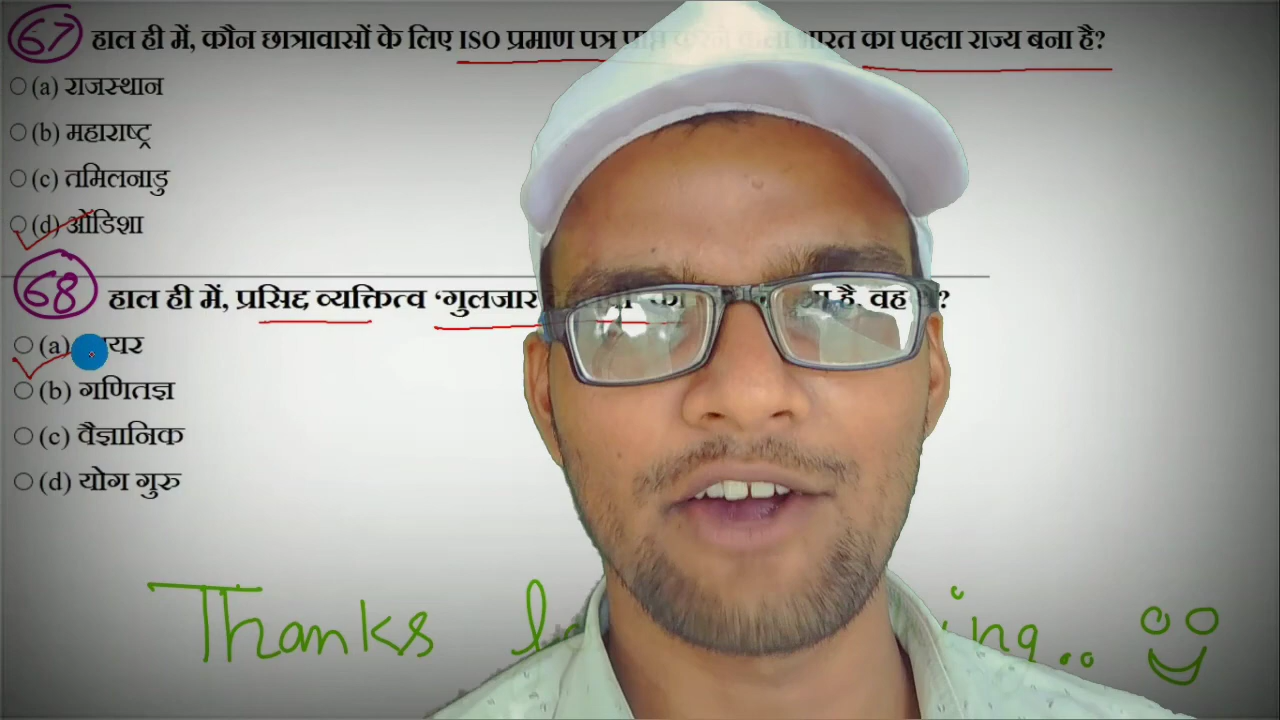 67 हाल ही में, कौन छात्रावासों के लिए ISO प्रमाण पत्र प्राप्त करने वाला भारत का पहला राज्य बना है?
(a) राजस्थान
(b) महाराष्ट्र
(c) तमिलनाडु
(d) ओडिशा
68 हाल ही में, प्रसिद्द व्यक्तित्व ‘गुलजार है, वह ?
(a)
(b) गणितज्ञ
(c) वैज्ञानिक
(d) योग गुरु
Thanks